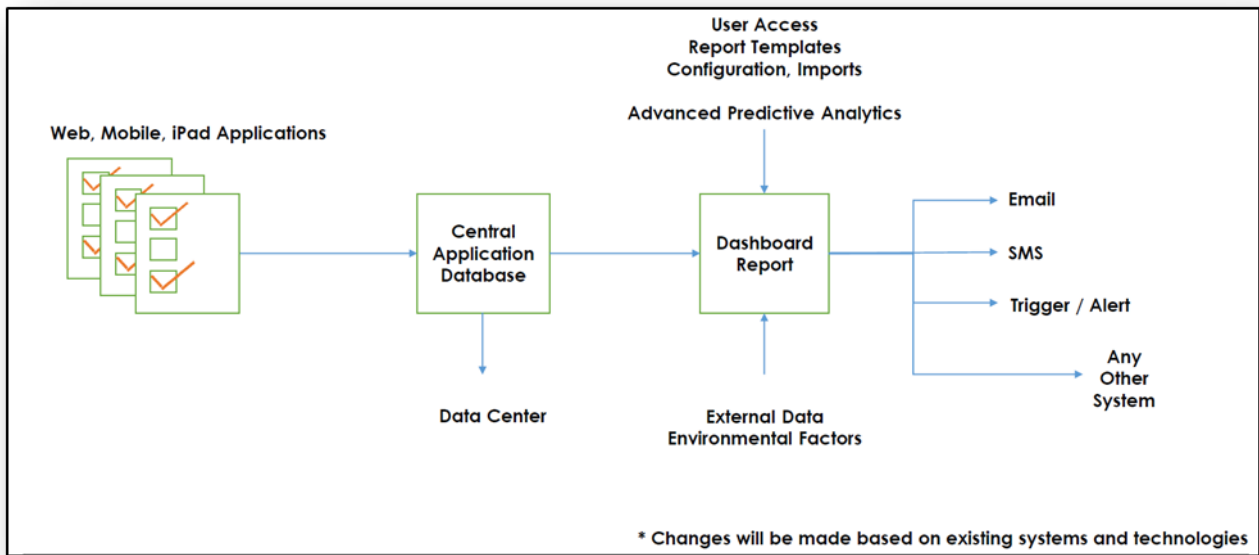 User Access
Report Templates
Configuration, Imports
Advanced Predictive Analytics
Web, Mobile, iPad Applications
Central
Application
Database
Dashboard
Report
Email
SMS
Trigger / Alert
Any
Other
System
Data Center
External Data
Environmental Factors
* Changes will be made based on existing systems and technologies